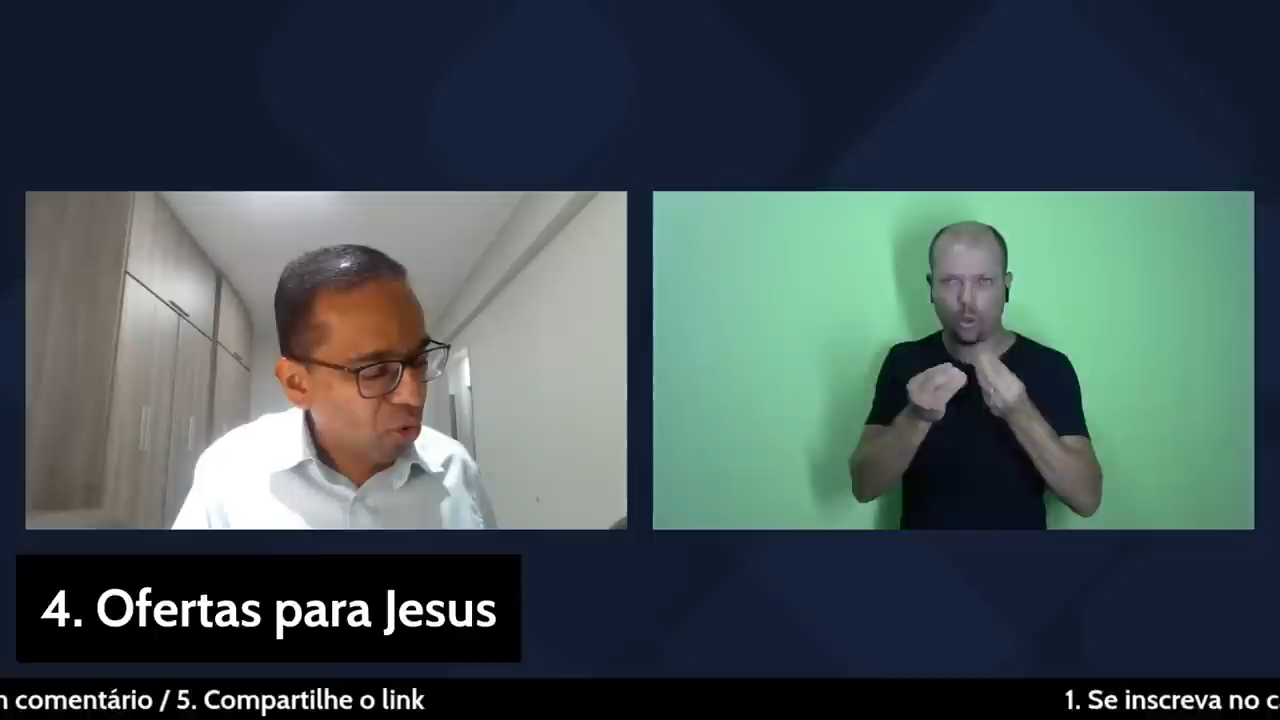 4. Ofertas para Jesus
comentário / 5. Compartilhe o link
1. Se inscreva no